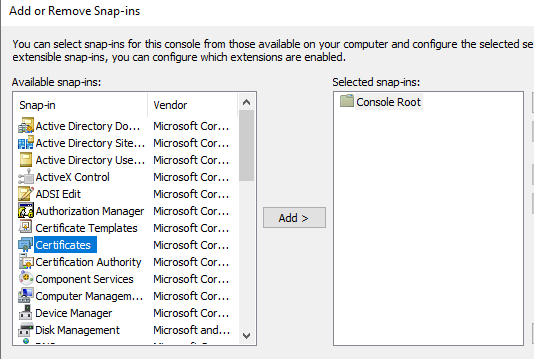 Add or Remove Snap-ins
You can select snap-ins for this console from those available on your computer and configure the selected se
extensible snap-ins, you can configure which extensions are enabled.
Available snap-ins:
Selected snap-ins:
Snap-in Vendor
Console Root
Active Directory Do... Microsoft Cor...
Active Directory Site... Microsoft Cor...
Active Directory Use... Microsoft Cor...
ActiveX Control Microsoft Cor...
ADSI Edit Microsoft Cor...
Authorization Manager Microsoft Cor...
Add >
Certificate Templates Microsoft Cor...
Certificates Microsoft Cor...
Certification Authority Microsoft Cor...
Component Services Microsoft Cor...
Computer Managem... Microsoft Cor...
Device Manager Microsoft Cor...
Disk Management Microsoft and...